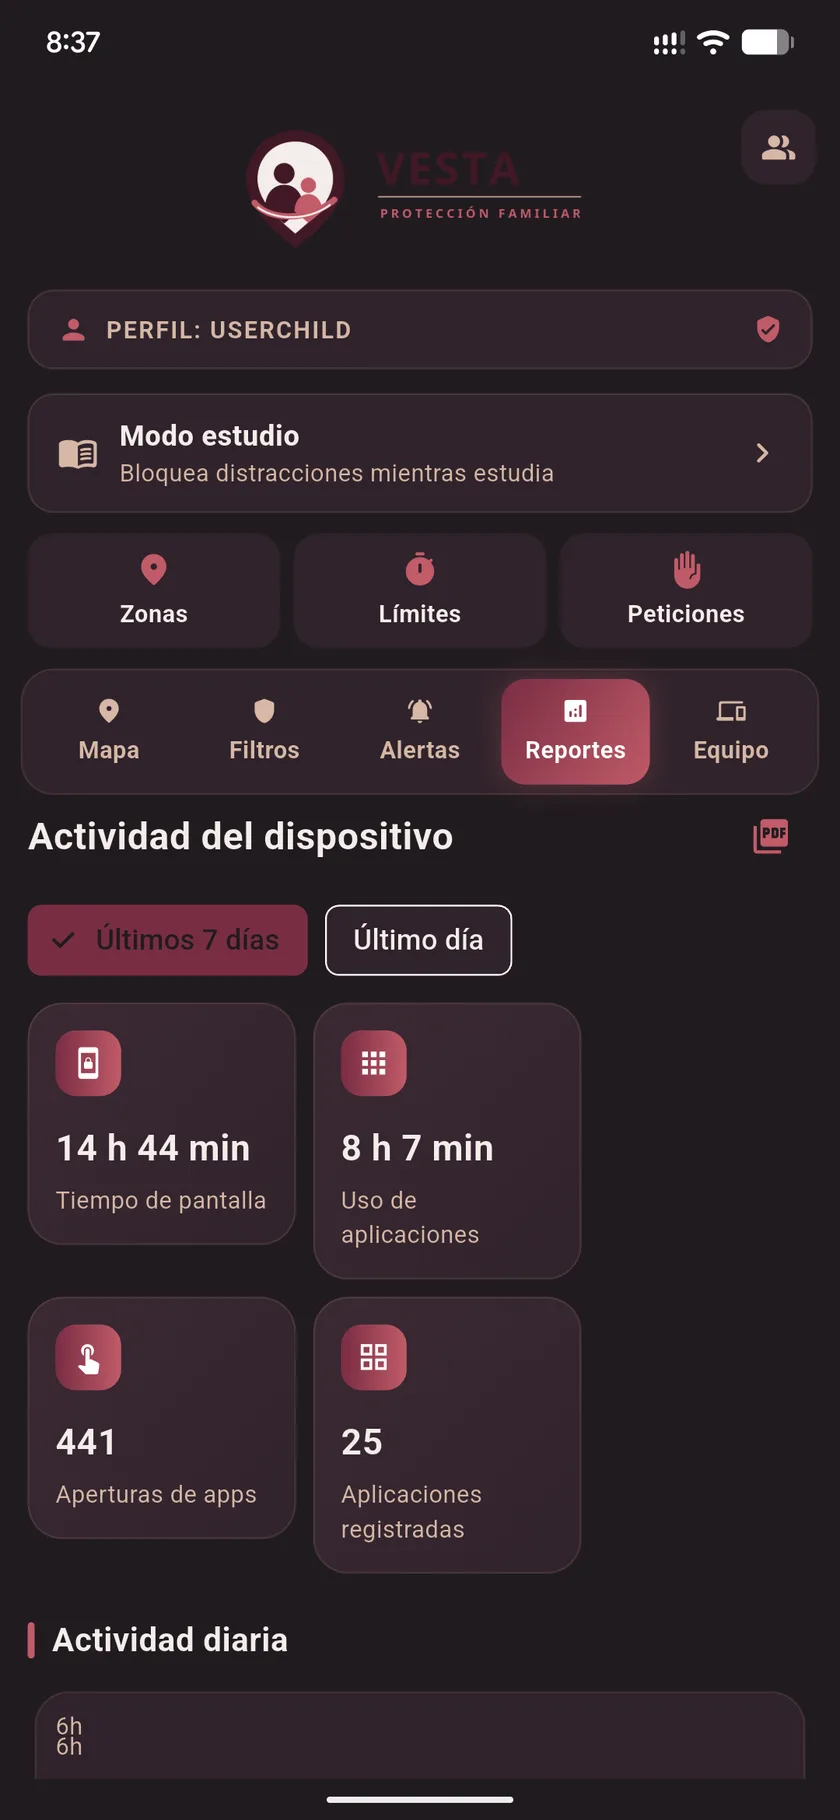 8:37
VESTA
PROTECCIÓN FAMILIAR
PERFIL: USERCHILD
Modo estudio
Bloquea distracciones mientras estudia
Zonas
Límites
Peticiones
Mapa
Filtros
Alertas
Reportes
Equipo
Actividad del dispositivo
PDF
Últimos 7 días
Último día
14 h 44 min
Tiempo de pantalla
8 h 7 min
Uso de
aplicaciones
441
Aperturas de apps
25
Aplicaciones
registradas
Actividad diaria
6h
6h